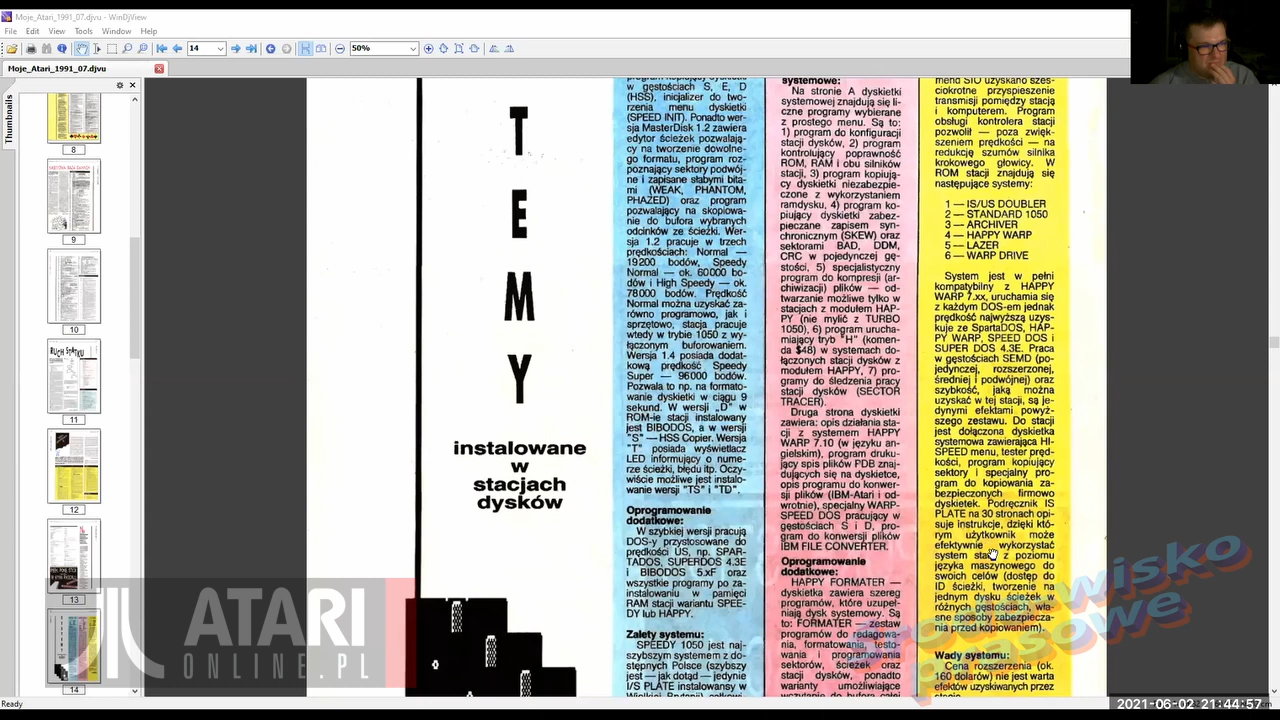 Moje_Atari_1991_07.djvu - WinDjView
File Edit View Tools Window Help
14
50%
Moje_Atari_1991_07.djvu
Thumbnails
8
9
10
11
12
13
14
T
E
M
Y
instalowane
w
stacjach
dysków
w gęstościach S, E, D
(HSS), inicjalizer do two-
rzenia menu dyskietki
(SPEED INIT). Ponadto wer-
sja MasterDisk 1.2 zawiera
edytor ścieżek pozwalają-
cy na tworzenie dowolne-
go formatu, program roz-
poznający sektory podwój-
ne i zapisane słabymi bita-
mi (WEAK, PHANTOM,
PHAZED) oraz program
pozwalający na skopiowa-
nie do bufora wybranych
odcinków ze ścieżki. Wer-
sja 1.2 pracuje w trzech
prędkościach: Normal —
19200 bodów, Speedy
Normal — ok. 60000 bo-
dów i High Speedy — ok.
78.000 bodów. Prędkość
Normal można uzyskać za-
równo programowo, jak i
sprzętowo, stacja pracuje
wtedy w trybie 1050 z wy-
łączonym buforowaniem.
Wersja 1.4 posiada dodat-
kową prędkość Speedy
Super — 96000 bodów.
Pozwala to np. na formato-
wanie dyskietki w ciągu 9
sekund. W wersji „D" w
ROM-ie stacji instalowany
jest BIBODOS, a w wersji
"S" — HSS Copier. Wersja
"T" posiada wyświetlacz
LED informujący o nume-
rze ścieżki, błędu itp. Oczy-
wiście możliwe jest instalo-
wanie wersji "TS" i "TD".
Oprogramowanie
dodatkowe:
W szybkiej wersji pracują
DOS-y przystosowane do
prędkości US, np. SPAR-
TADOS, SUPERDOS 4.3E
i BIBODOS 5.xF oraz
wszystkie programy po za-
instalowaniu w pamięci
RAM stacji wariantu SPEE-
DY lub HAPPY.
Zalety systemu:
SPEEDY 1050 jest naj-
szybszym systemem z do-
stępnych Polsce (szybszy
jest — jak dotąd — jedynie
I/S PLATE instalowansy w
systemowe:
Na stronie A dyskietki
systemowej znajdują się li-
czne programy wybierane
z prostego menu. Są to:
1) program do konfiguracji
stacji dysków, 2) program
kontrolujący poprawność
ROM, RAM i obu silników
stacji, 3) program kopiują-
cy dyskietki niezabezpie-
czone z wykorzystaniem
ramdysku, 4) program ko-
piujący dyskietki zabez-
pieczane zapisem syn-
chronicznym (SKEW) oraz
sektorami BAD, DDM,
CRC w pojedynczej gę-
stości, 5) specjalistyczny
program do kompresji (ar-
chiwizacji) plików — od-
twarzanie możliwe tylko w
stacjach z modułem HAP-
PY (nie mylić z TURBO
1050), 6) program urucha-
miający tryb "H" (komen-
da $48) w systemach do-
łączonych stacji dysków z
modułem HAPPY, 7) pro-
gramy do śledzenia pracy
stacji dysków (SECTOR
TRACER).
Druga strona dyskietki
zawiera: opis działania sta-
cji z systemem HAPPY
WARP 7.10 (w języku an-
gielskim), program druku-
jący spis plików PDB znaj-
dujących się na dyskietce,
opis programu do konwer-
sji plików (IBM-Atari i od-
wrotnie), specjalny WARP-
SPEED DOS pracujący w
gęstościach S i D, pro-
gram do konwersji plików
IBM FILE CONVERTER.
Oprogramowanie
dodatkowe:
HAPPY FORMATER —
dyskietka zawiera szereg
programów, które uzupeł-
niają dysk systemowy. Są
to: FORMATER — zestaw
programów do redagowa-
nia, formatowania, testo-
wania i programowania
sektorów, ścieżek oraz
stacji dysków, ponadto
warianty umożliwiające
mend SIO uzyskano sześ-
ciokrotne przyspieszenie
transmisji pomiędzy stacją
i komputerem. Program
obsługi kontrolera stacji
pozwolił — poza zwięk-
szeniem prędkości — na
redukcję szumów silnika
krokowego głowicy. W
ROM stacji znajdują się
następujące systemy:
1 — IS/US DOUBLER
2 — STANDARD 1050
3 — ARCHIVER
4 — HAPPY WARP
5 — LAZER
6 — WARP DRIVE
System jest w pełni
kompatybilny z HAPPY
WARP 7.xx, uruchamia się
z każdym DOS-em jednak
prędkość najwyższą uzys-
kuje ze SpartaDOS, HAP-
PY WARP, SPEED DOS i
SUPER DOS 4.3E. Praca
w gęstościach SEMD (po-
jedynczej, rozszerzonej,
średniej i podwójnej) oraz
szybkość, jaką można
uzyskać w tej stacji, są je-
dynymi efektami powyż-
szego zestawu. Do stacji
jest dołączona dyskietka
systemowa zawierająca HI-
SPEED menu, tester pręd-
kości, program kopiujący
sektory i specjalny pro-
gram do kopiowania za-
bezpieczonych firmowo
dyskietek. Podręcznik IS
PLATE na 30 stronach opi-
suje instrukcje, dzięki któ-
rym użytkownik może
efektywnie wykorzystać
system stacji z poziomu
języka maszynowego do
swoich celów (dostęp do
ID ścieżki, tworzenie na
jednym dysku ścieżek w
różnych gęstościach, wła-
sne sposoby zabezpiecza-
nia przed kopiowaniem).
Wady systemu:
Cena rozszerzenia (ok.
160 dolarów) nie jest warta
efektów uzyskiwanych przez
ATARI
ONLINE.PL
Ready
2021-06-02 21:44:57